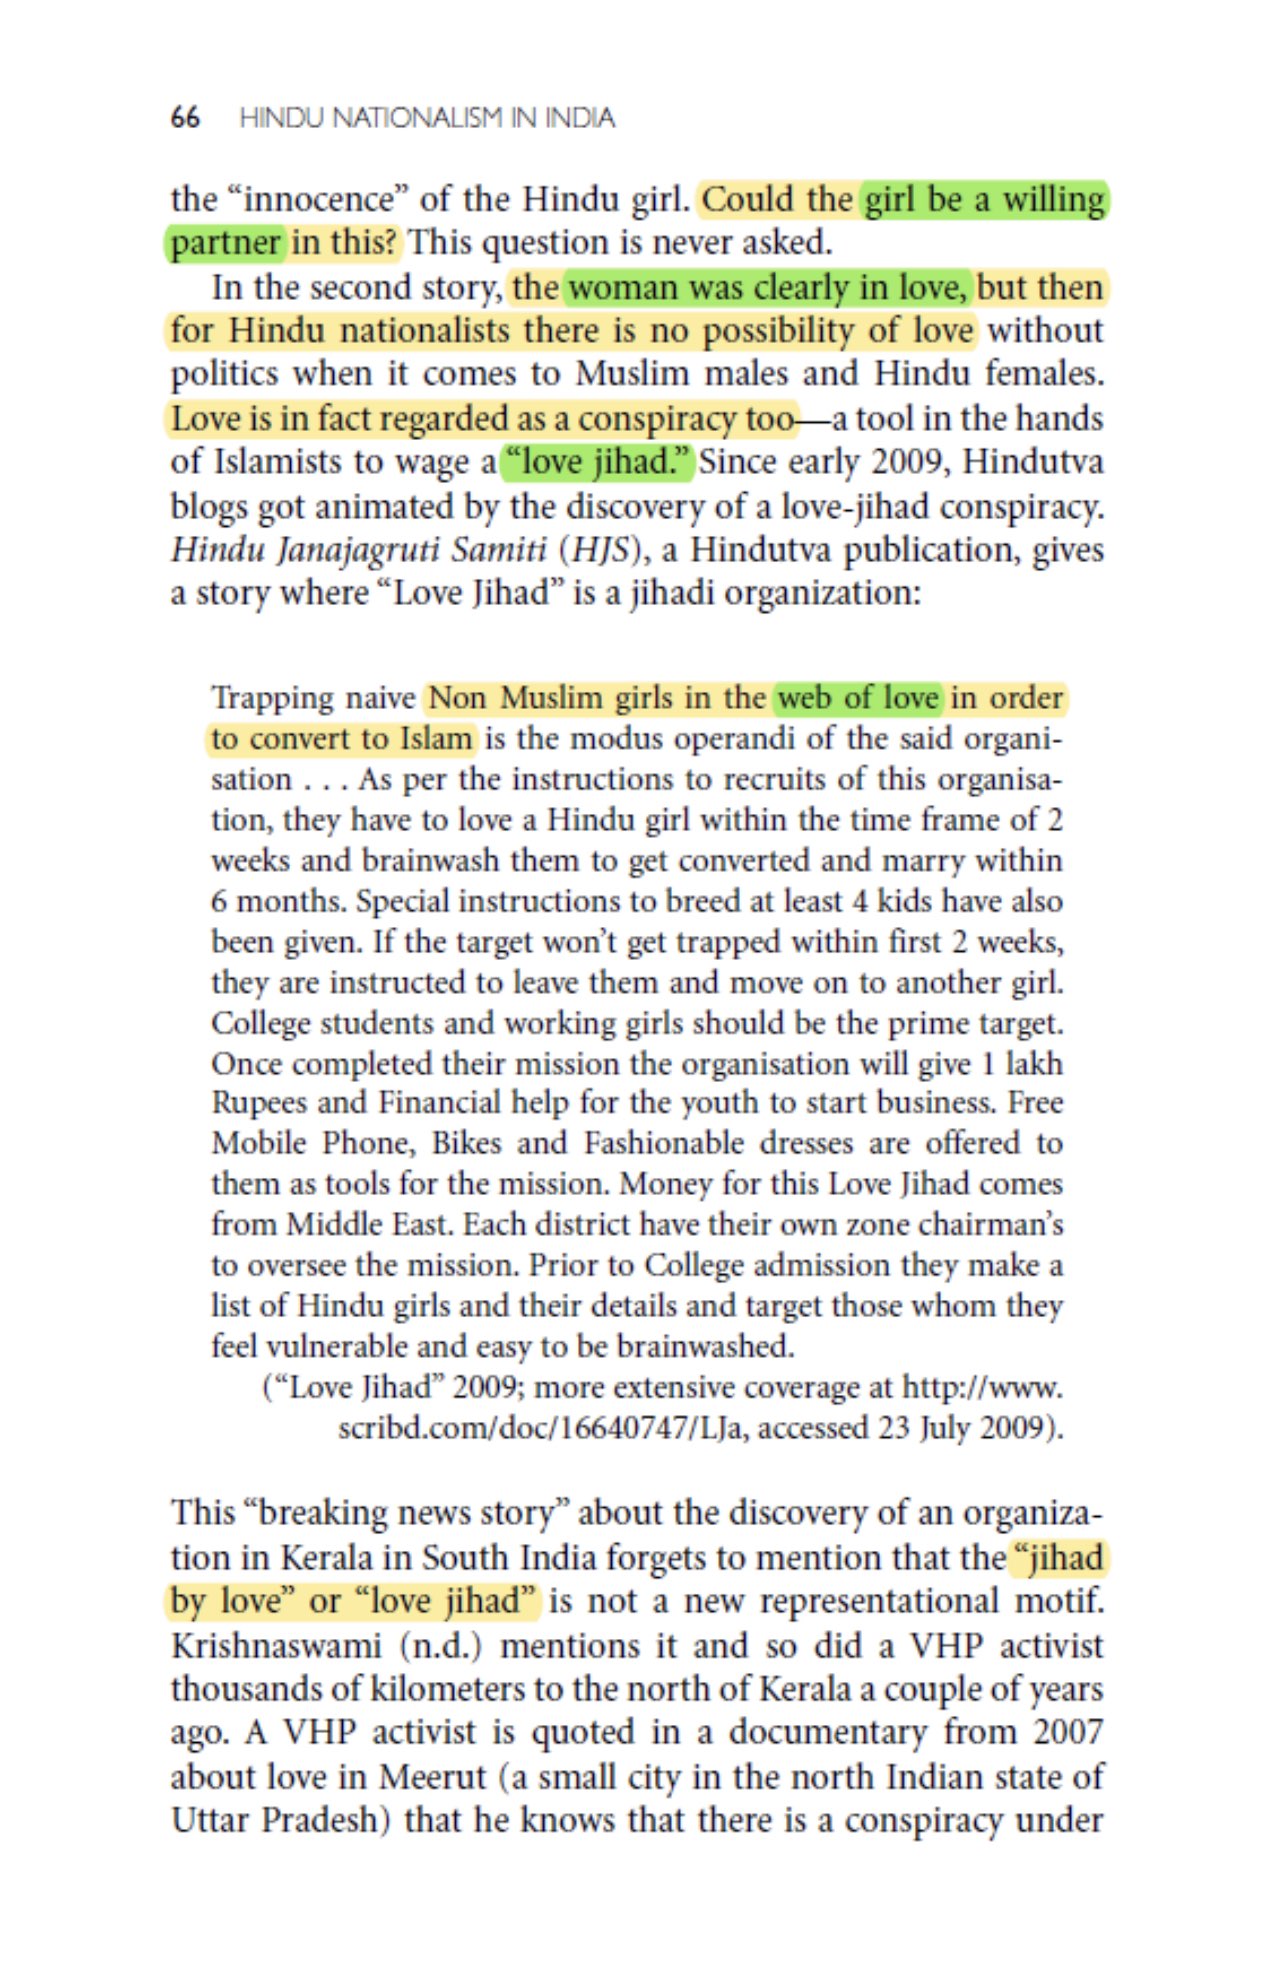 66 HINDU NATIONALISM IN INDIA
the “innocence” of the Hindu girl. Could the girl be a willing
partner in this? This question is never asked.
In the second story, the woman was clearly in love, but then
for Hindu nationalists there is no possibility of love without
politics when it comes to Muslim males and Hindu females.
Love is in fact regarded as a conspiracy too—a tool in the hands
of Islamists to wage a “love jihad.” Since early 2009, Hindutva
blogs got animated by the discovery of a love-jihad conspiracy.
Hindu Janajagruti Samiti (HJS), a Hindutva publication, gives
a story where “Love Jihad” is a jihadi organization:
Trapping naive Non Muslim girls in the web of love in order
to convert to Islam is the modus operandi of the said organi-
sation . . . As per the instructions to recruits of this organisa-
tion, they have to love a Hindu girl within the time frame of 2
weeks and brainwash them to get converted and marry within
6 months. Special instructions to breed at least 4 kids have also
been given. If the target won’t get trapped within first 2 weeks,
they are instructed to leave them and move on to another girl.
College students and working girls should be the prime target.
Once completed their mission the organisation will give 1 lakh
Rupees and Financial help for the youth to start business. Free
Mobile Phone, Bikes and Fashionable dresses are offered to
them as tools for the mission. Money for this Love Jihad comes
from Middle East. Each district have their own zone chairman’s
to oversee the mission. Prior to College admission they make a
list of Hindu girls and their details and target those whom they
feel vulnerable and easy to be brainwashed.
(“Love Jihad” 2009; more extensive coverage at http://www.
scribd.com/doc/16640747/LJa, accessed 23 July 2009).
This “breaking news story” about the discovery of an organiza-
tion in Kerala in South India forgets to mention that the “jihad
by love” or “love jihad” is not a new representational motif.
Krishnaswami (n.d.) mentions it and so did a VHP activist
thousands of kilometers to the north of Kerala a couple of years
ago. A VHP activist is quoted in a documentary from 2007
about love in Meerut (a small city in the north Indian state of
Uttar Pradesh) that he knows that there is a conspiracy under